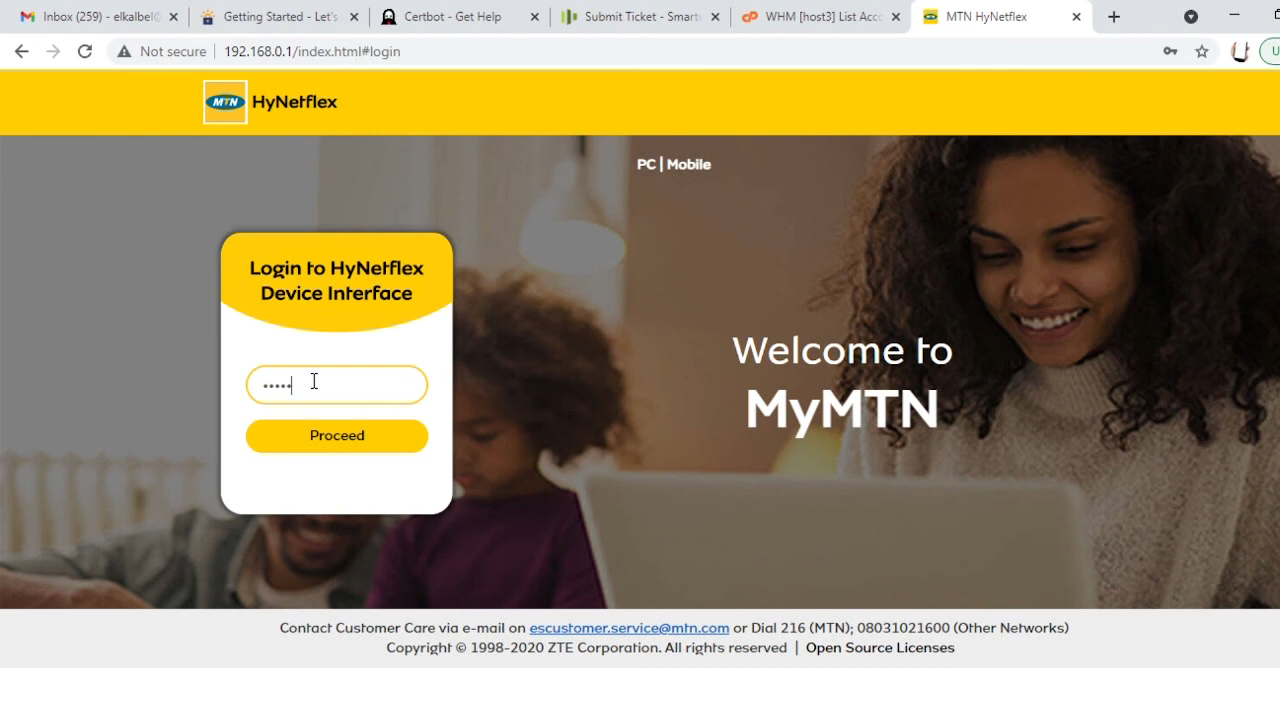 Inbox (259) - elkalbel@
Getting Started - Let's
Certbot - Get Help
Submit Ticket - Smart
WHM [host3] List Acco
MTN HyNetflex
Not secure
192.168.0.1/index.html#login
MTN HyNetflex
PC | Mobile
Login to HyNetflex
Device Interface
•••••
Proceed
Welcome to
MyMTN
Contact Customer Care via e-mail on escustomer.service@mtn.com or Dial 216 (MTN); 08031021600 (Other Networks)
Copyright © 1998-2020 ZTE Corporation. All rights reserved | Open Source Licenses